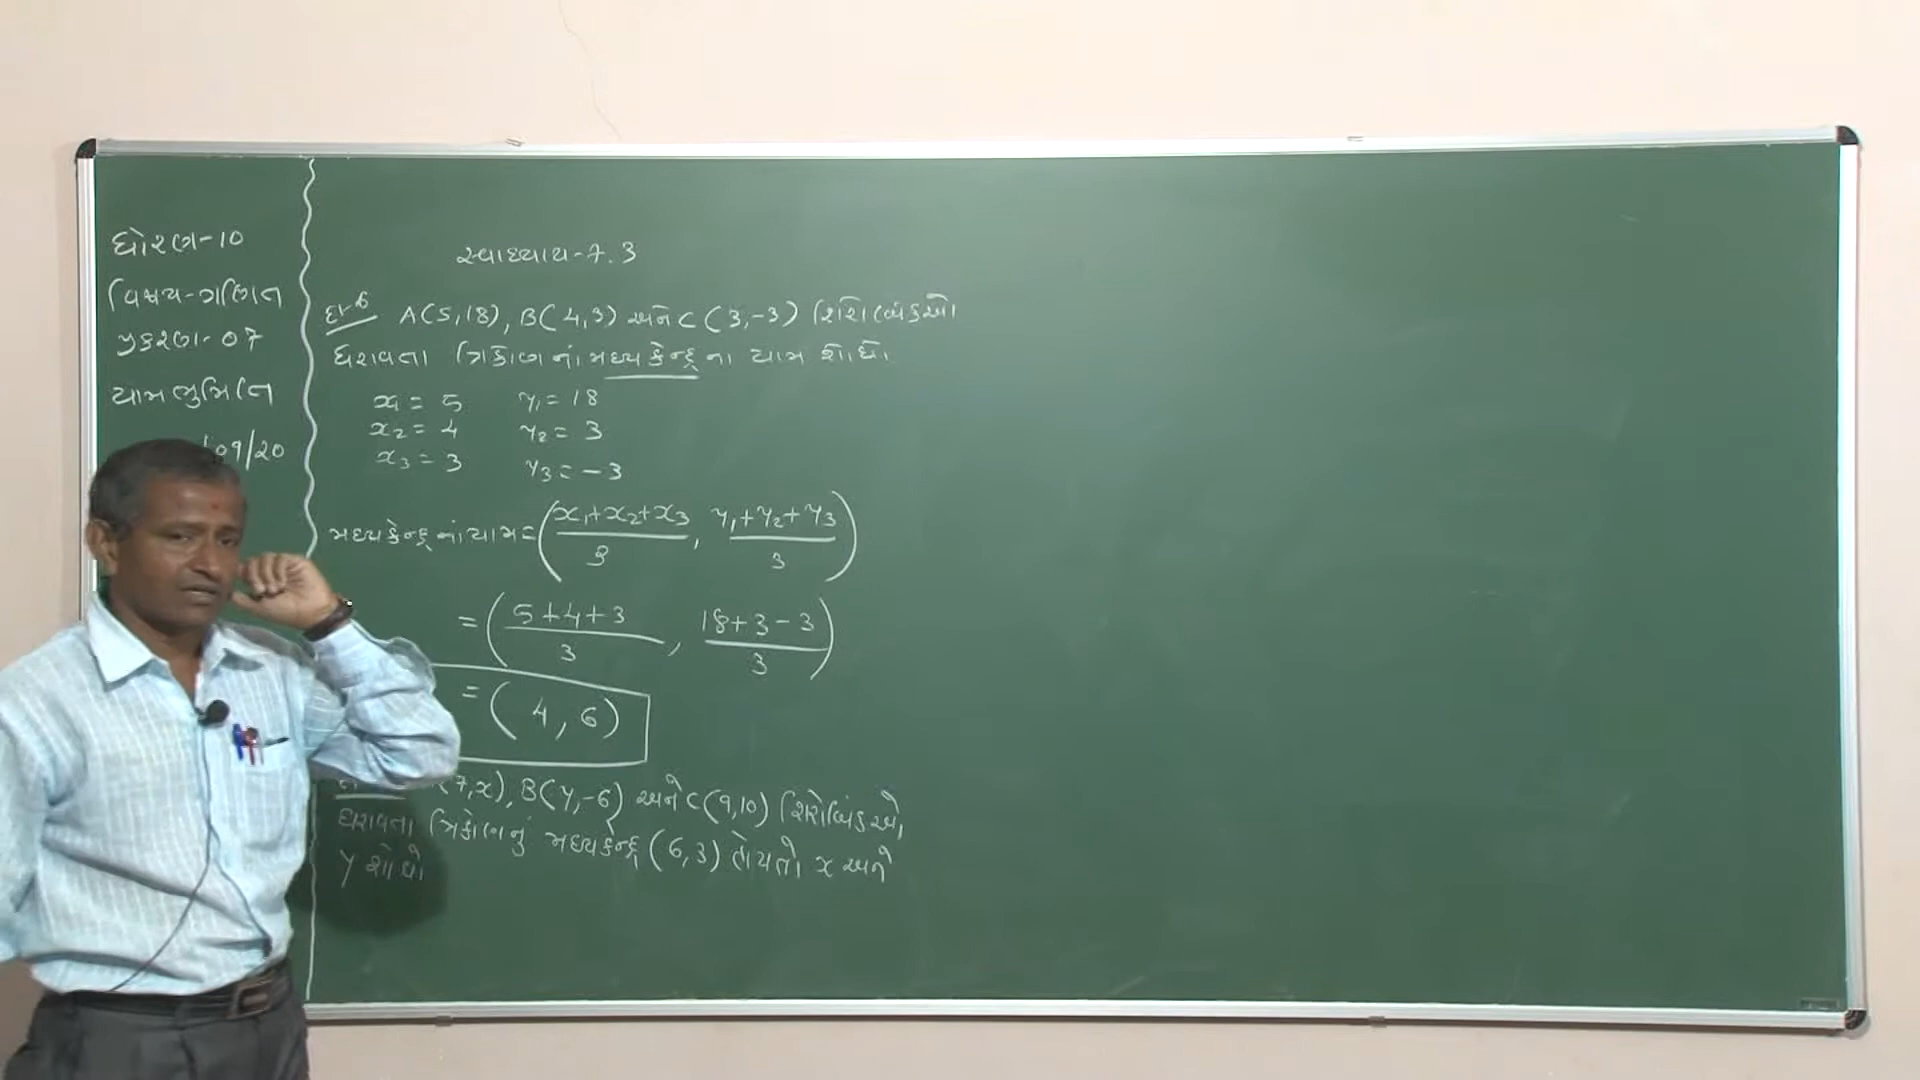 ધોરણ-10
વિષય-ગણિત
પ્રકરણ-07
યામભુમિતિ
09/20
સ્વાધ્યાય-7.3
દા-6 A(5,18), B(4,3) અને C(3,-3) શિરોબિંદુઓ
ધરાવતા ત્રિકોણનાં મધ્યકેન્દ્ર ના યામ શોધો
x₁ = 5 y₁ = 18
x₂ = 4 y₂ = 3
x₃ = 3 y₃ = -3
મધ્યકેન્દ્રનાં યામ = (x₁+x₂+x₃/3, y₁+y₂+y₃/3)
= (5+4+3/3, 18+3-3/3)
= (4, 6)
(7,x), B(y,-6) અને C(9,10) શિરોબિંદુઓ
ધરાવતા ત્રિકોણનું મધ્યકેન્દ્ર (6,3) હોયતો x અને
y શોધો